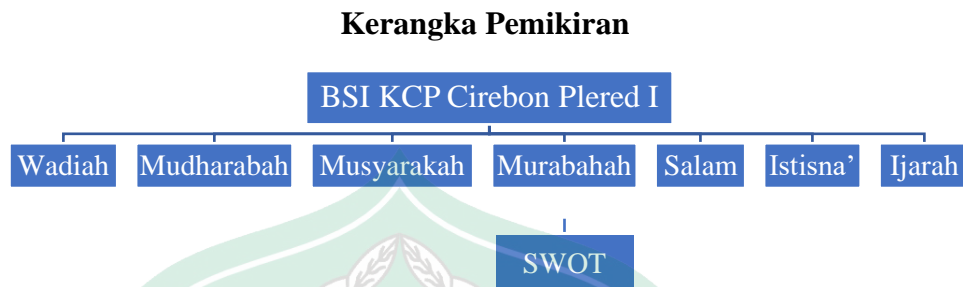 Kerangka Pemikiran
BSI KCP Cirebon Plered I
Wadiah Mudharabah Musyarakah Murabahah Salam Istisna’ Ijarah
SWOT